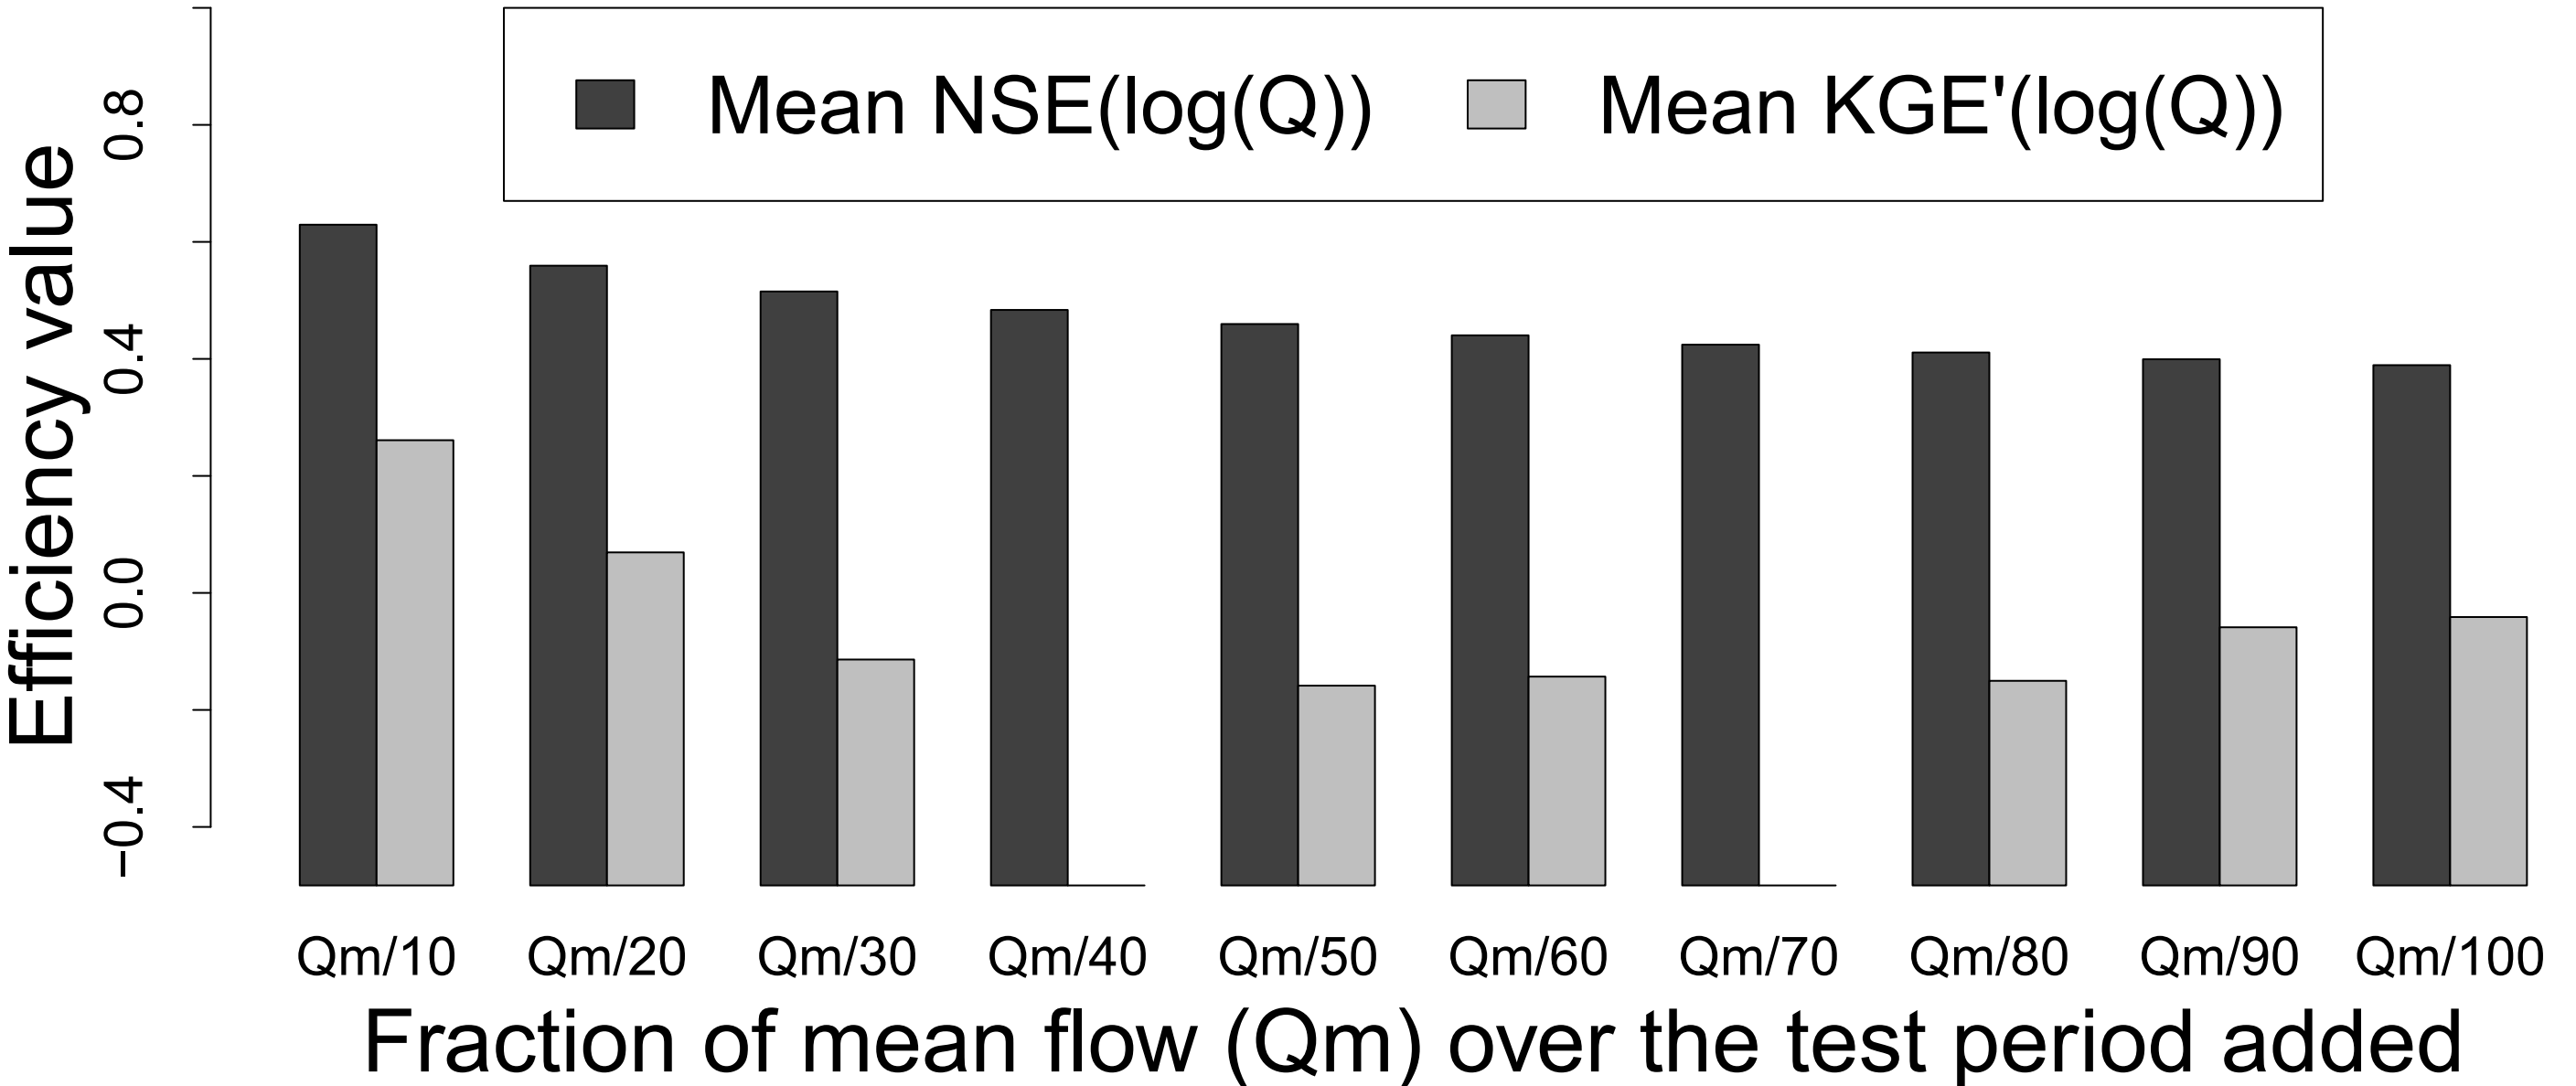 Mean NSE(log(Q)) Mean KGE'(log(Q))
Efficiency value
0.8
0.4
0.0
−0.4
Qm/10 Qm/20 Qm/30 Qm/40 Qm/50 Qm/60 Qm/70 Qm/80 Qm/90 Qm/100
Fraction of mean flow (Qm) over the test period added